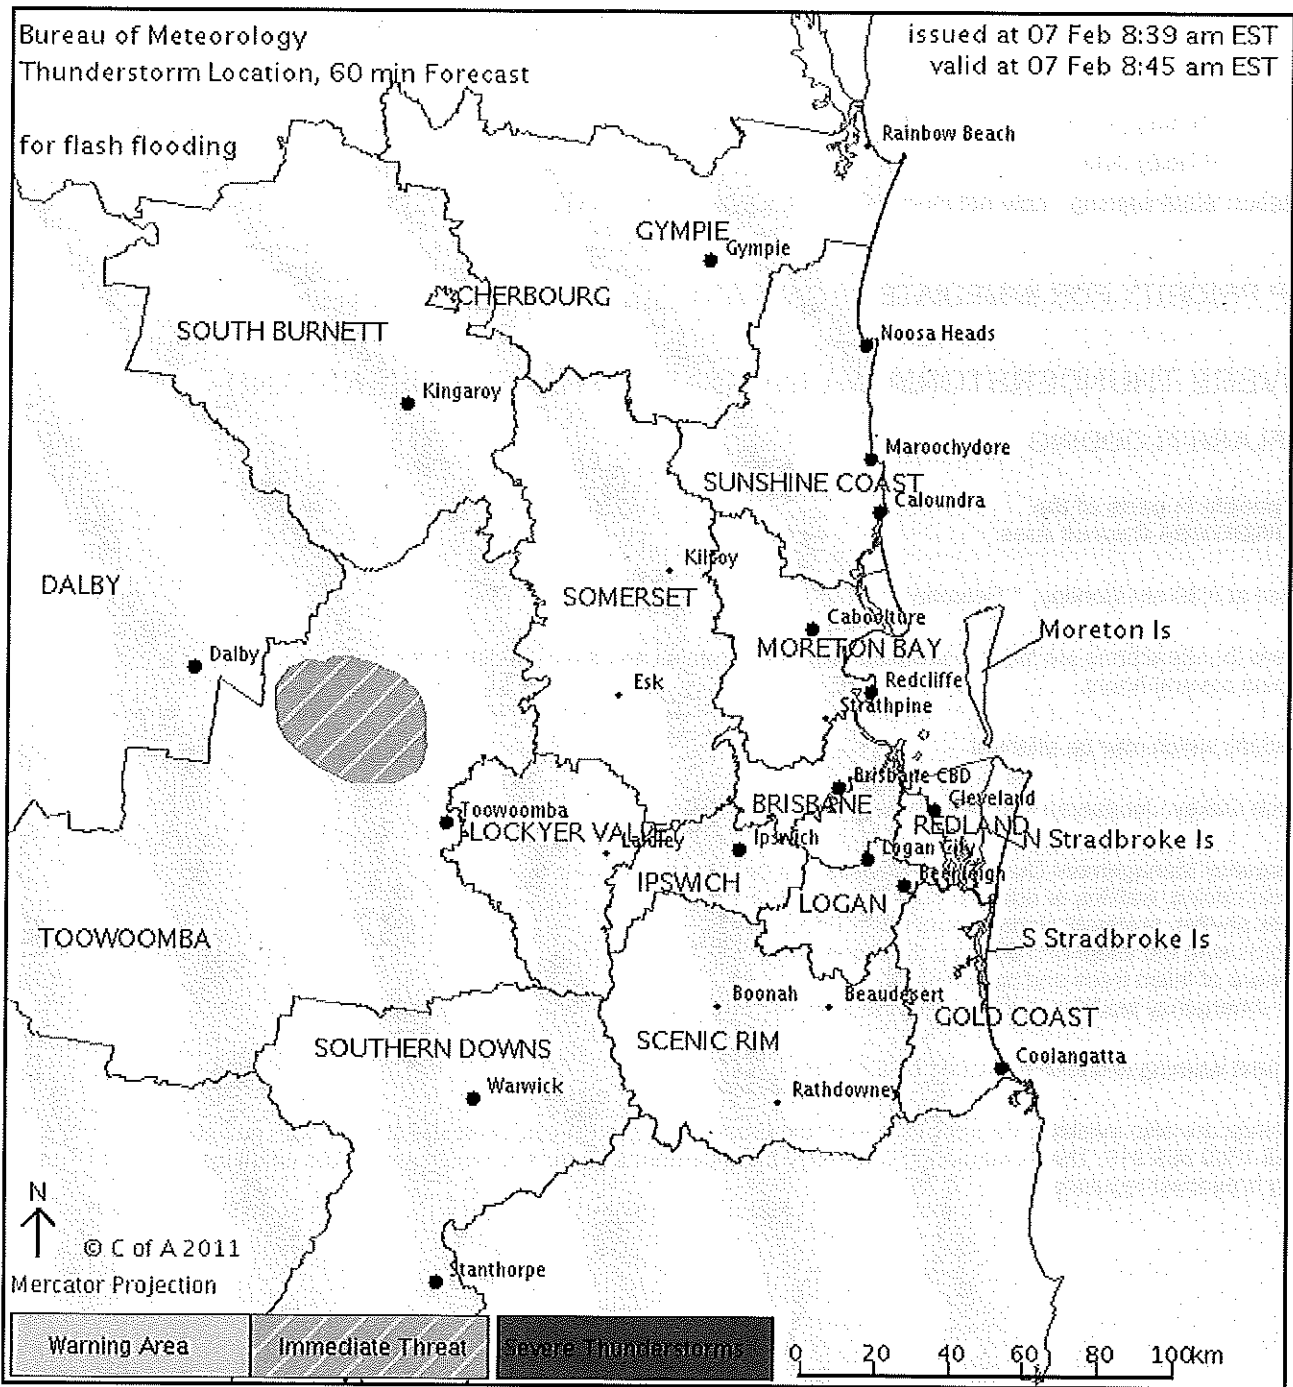 Bureau of Meteorology
Thunderstorm Location, 60 min Forecast
for flash flooding
issued at 07 Feb 8:39 am EST
valid at 07 Feb 8:45 am EST
Rainbow Beach
GYMPIE
Gympie
CHERBOURG
SOUTH BURNETT
Noosa Heads
Kingaroy
Maroochydore
SUNSHINE COAST
Caloundra
Kilcoy
DALBY
SOMERSET
Caboolture
Moreton Is
MORETON BAY
Dalby
Esk
Redcliffe
Strathpine
Brisbane CBD
BRISBANE
Cleveland
Toowoomba
LOCKYER VALLEY
REDLAND
Laidley
Ipswich
Logan City
N Stradbroke Is
IPSWICH
Beenleigh
LOGAN
TOOWOOMBA
S Stradbroke Is
Boonah
Beaudesert
GOLD COAST
SOUTHERN DOWNS
SCENIC RIM
Coolangatta
Warwick
Rathdowney
N
© C of A 2011
Stanthorpe
Mercator Projection
Warning Area
Immediate Threat
Severe Thunderstorms
0 20 40 60 80 100km